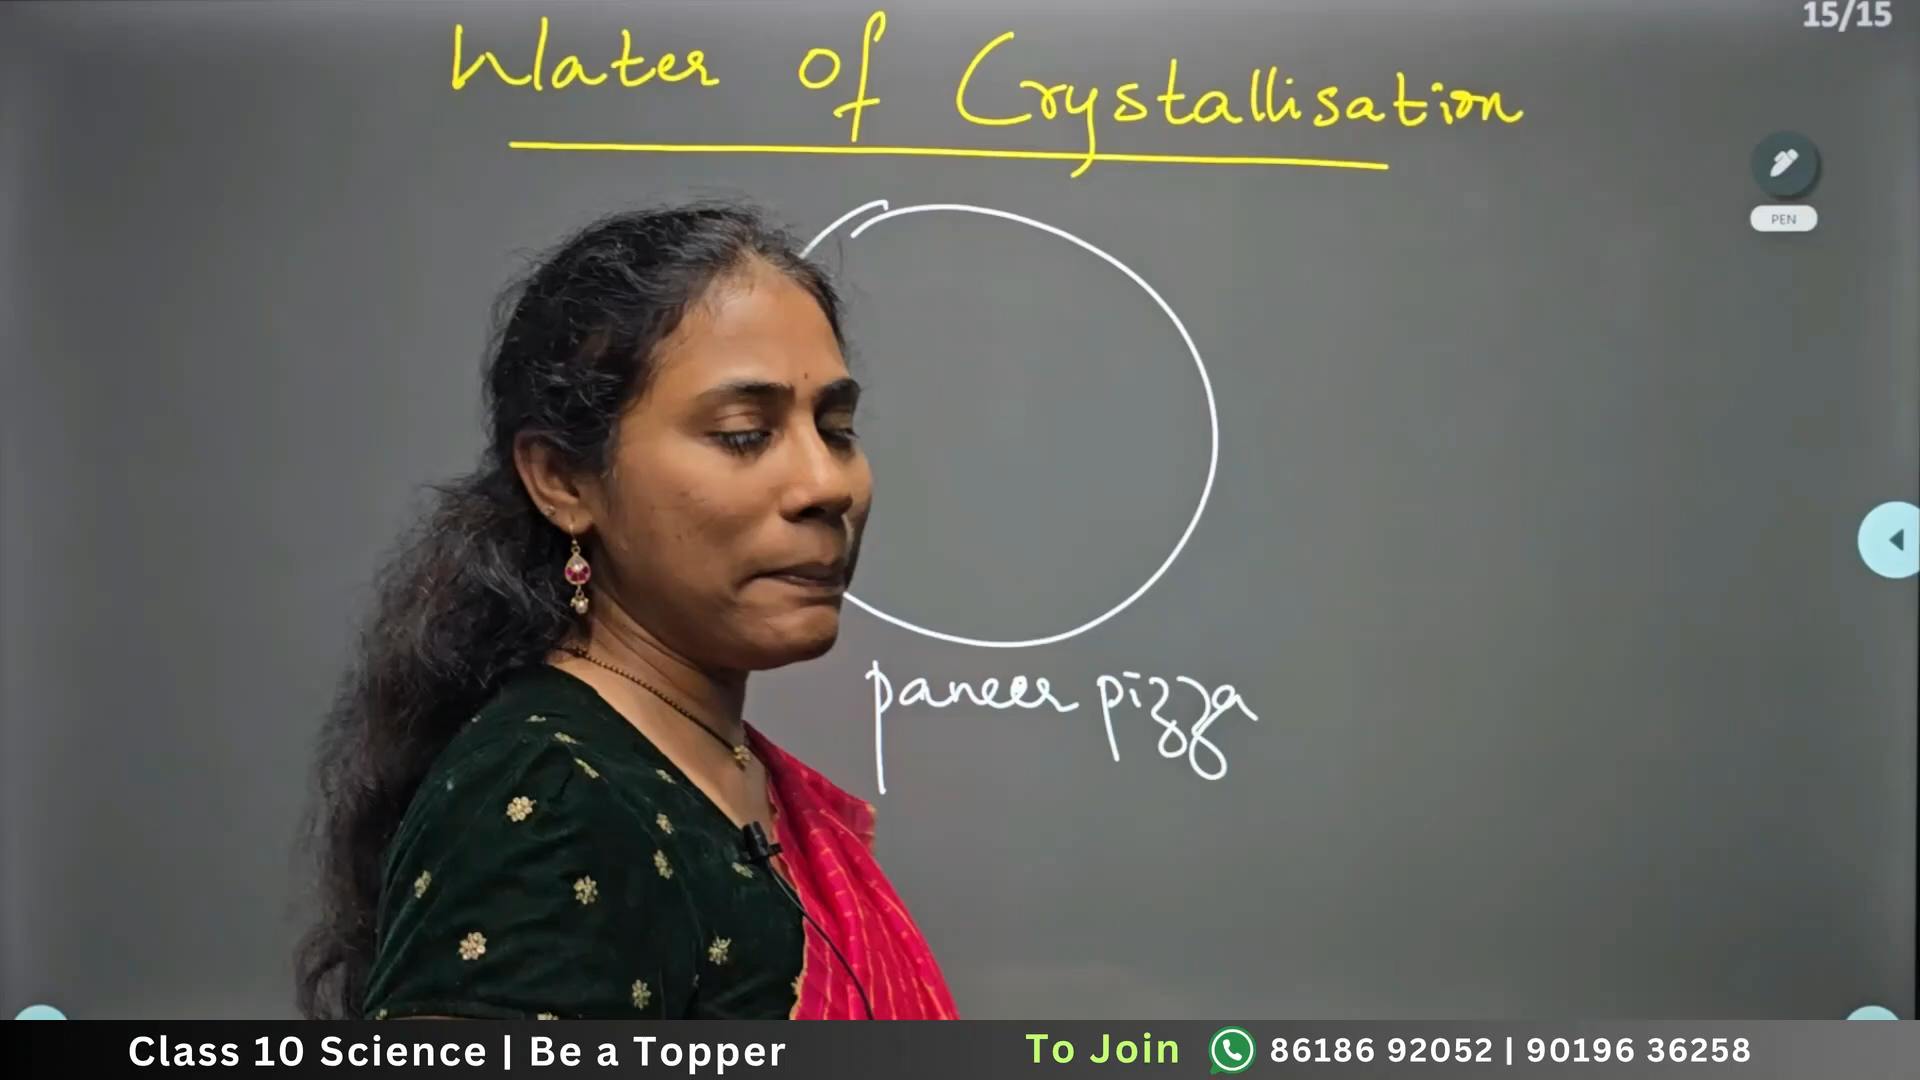 15/15
Water of Crystallisation
PEN
paneer pizza
Class 10 Science | Be a Topper
To Join 86186 92052 | 90196 36258